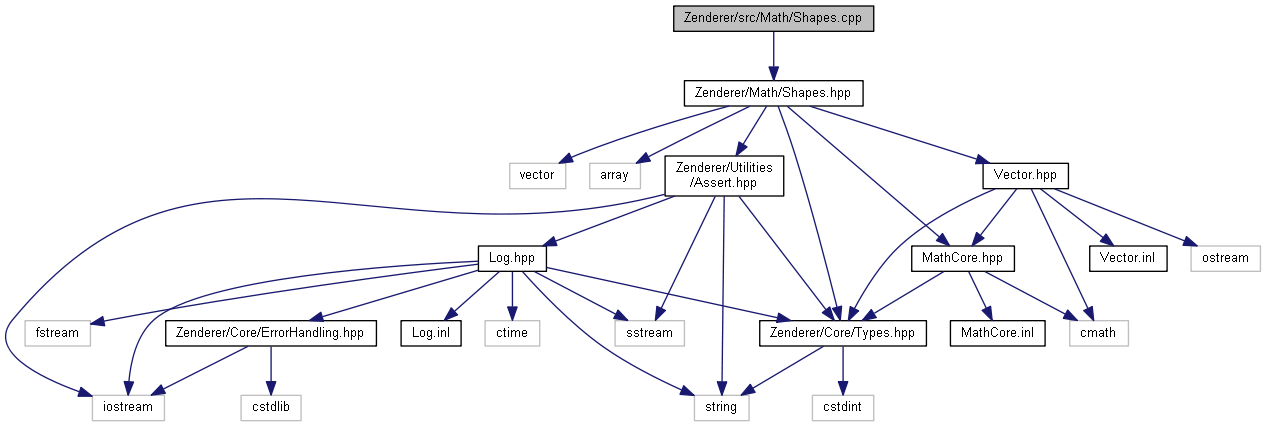 Zenderer/src/Math/Shapes.cpp
Zenderer/Math/Shapes.hpp
vector
array
Zenderer/Utilities
/Assert.hpp
Vector.hpp
Log.hpp
MathCore.hpp
Vector.inl
ostream
fstream
Zenderer/Core/ErrorHandling.hpp
Log.inl
ctime
sstream
Zenderer/Core/Types.hpp
MathCore.inl
cmath
iostream
cstdlib
string
cstdint